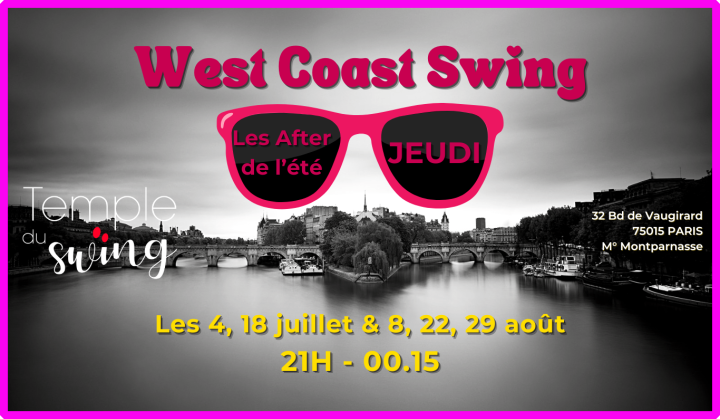 West Coast Swing
Les After
de l'été
JEUDI
Temple
du
swing
32 Bd de Vaugirard
75015 PARIS
M° Montparnasse
Les 4, 18 juillet & 8, 22, 29 août
21H - 00.15